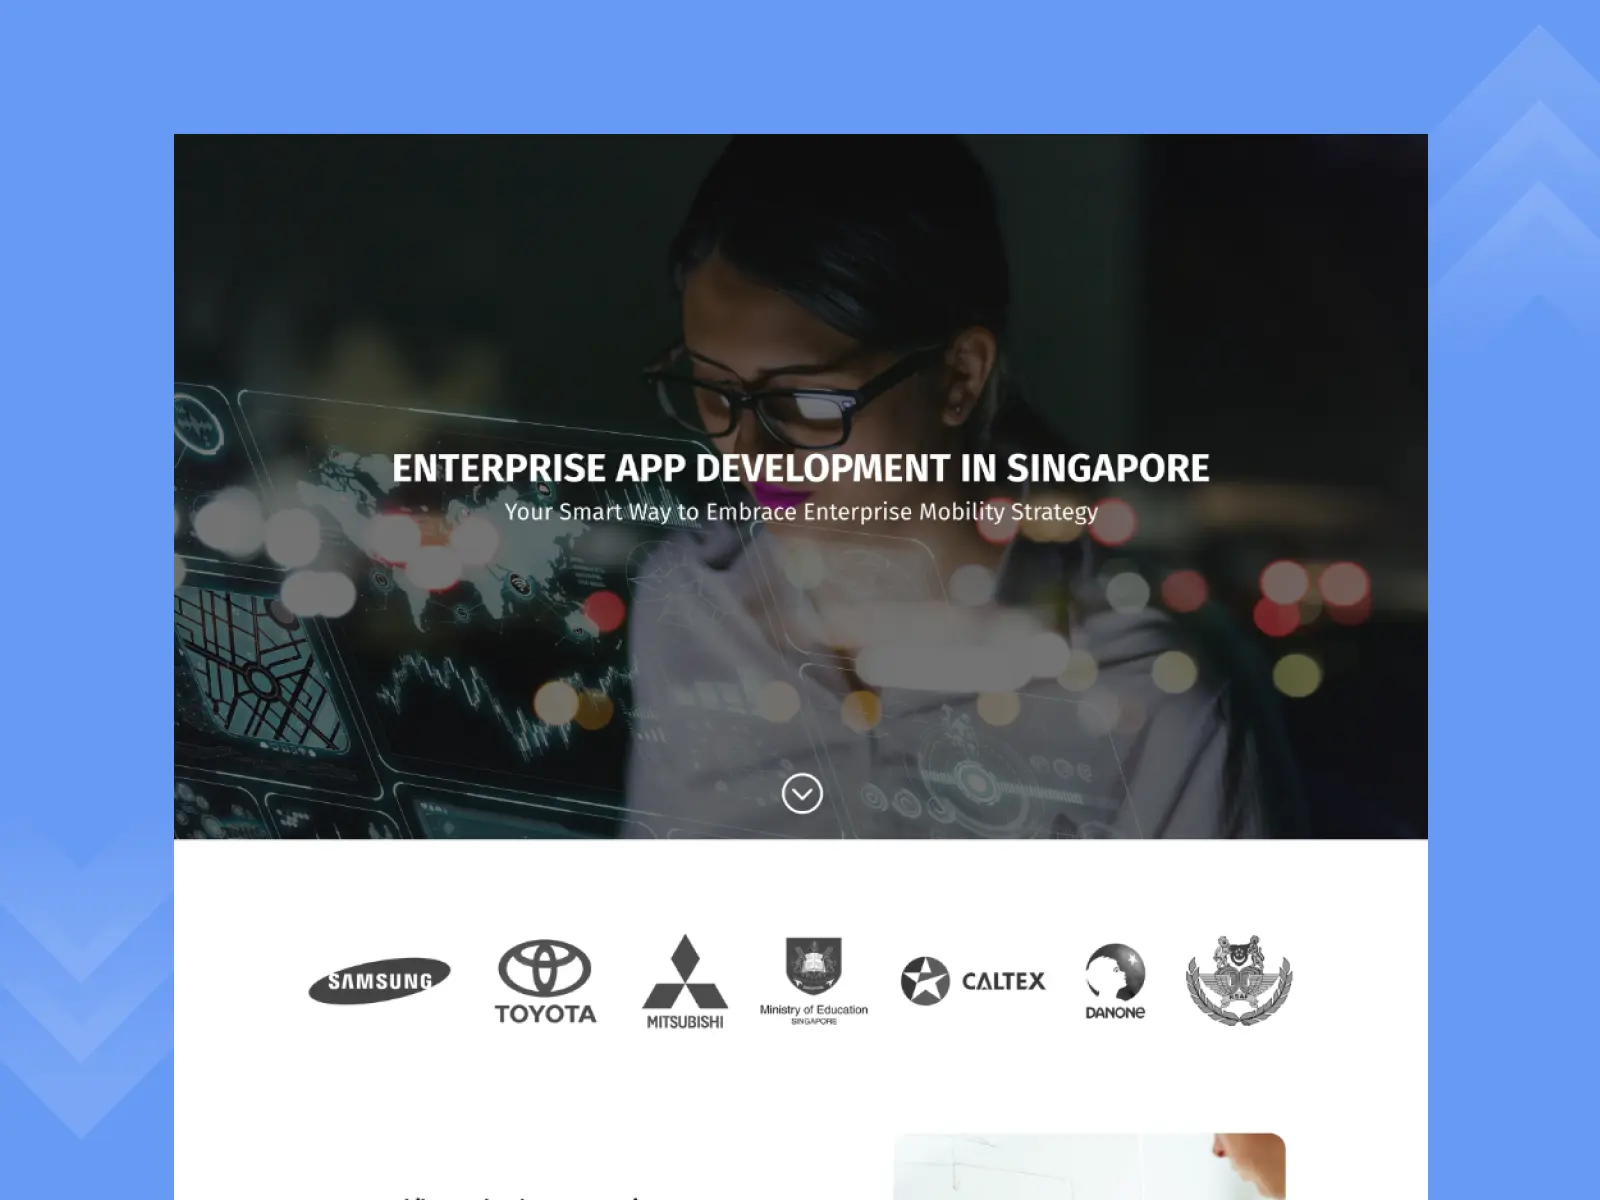 ENTERPRISE APP DEVELOPMENT IN SINGAPORE
Your Smart Way to Embrace Enterprise Mobility Strategy
SAMSUNG
TOYOTA
MITSUBISHI
Ministry of Education
SINGAPORE
CALTEX
DANONE